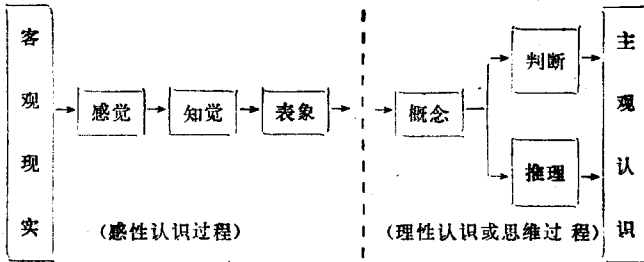 客观现实
感觉
知觉
表象
(感性认识过程)
概念
判断
推理
(理性认识或思维过程)
主观认识